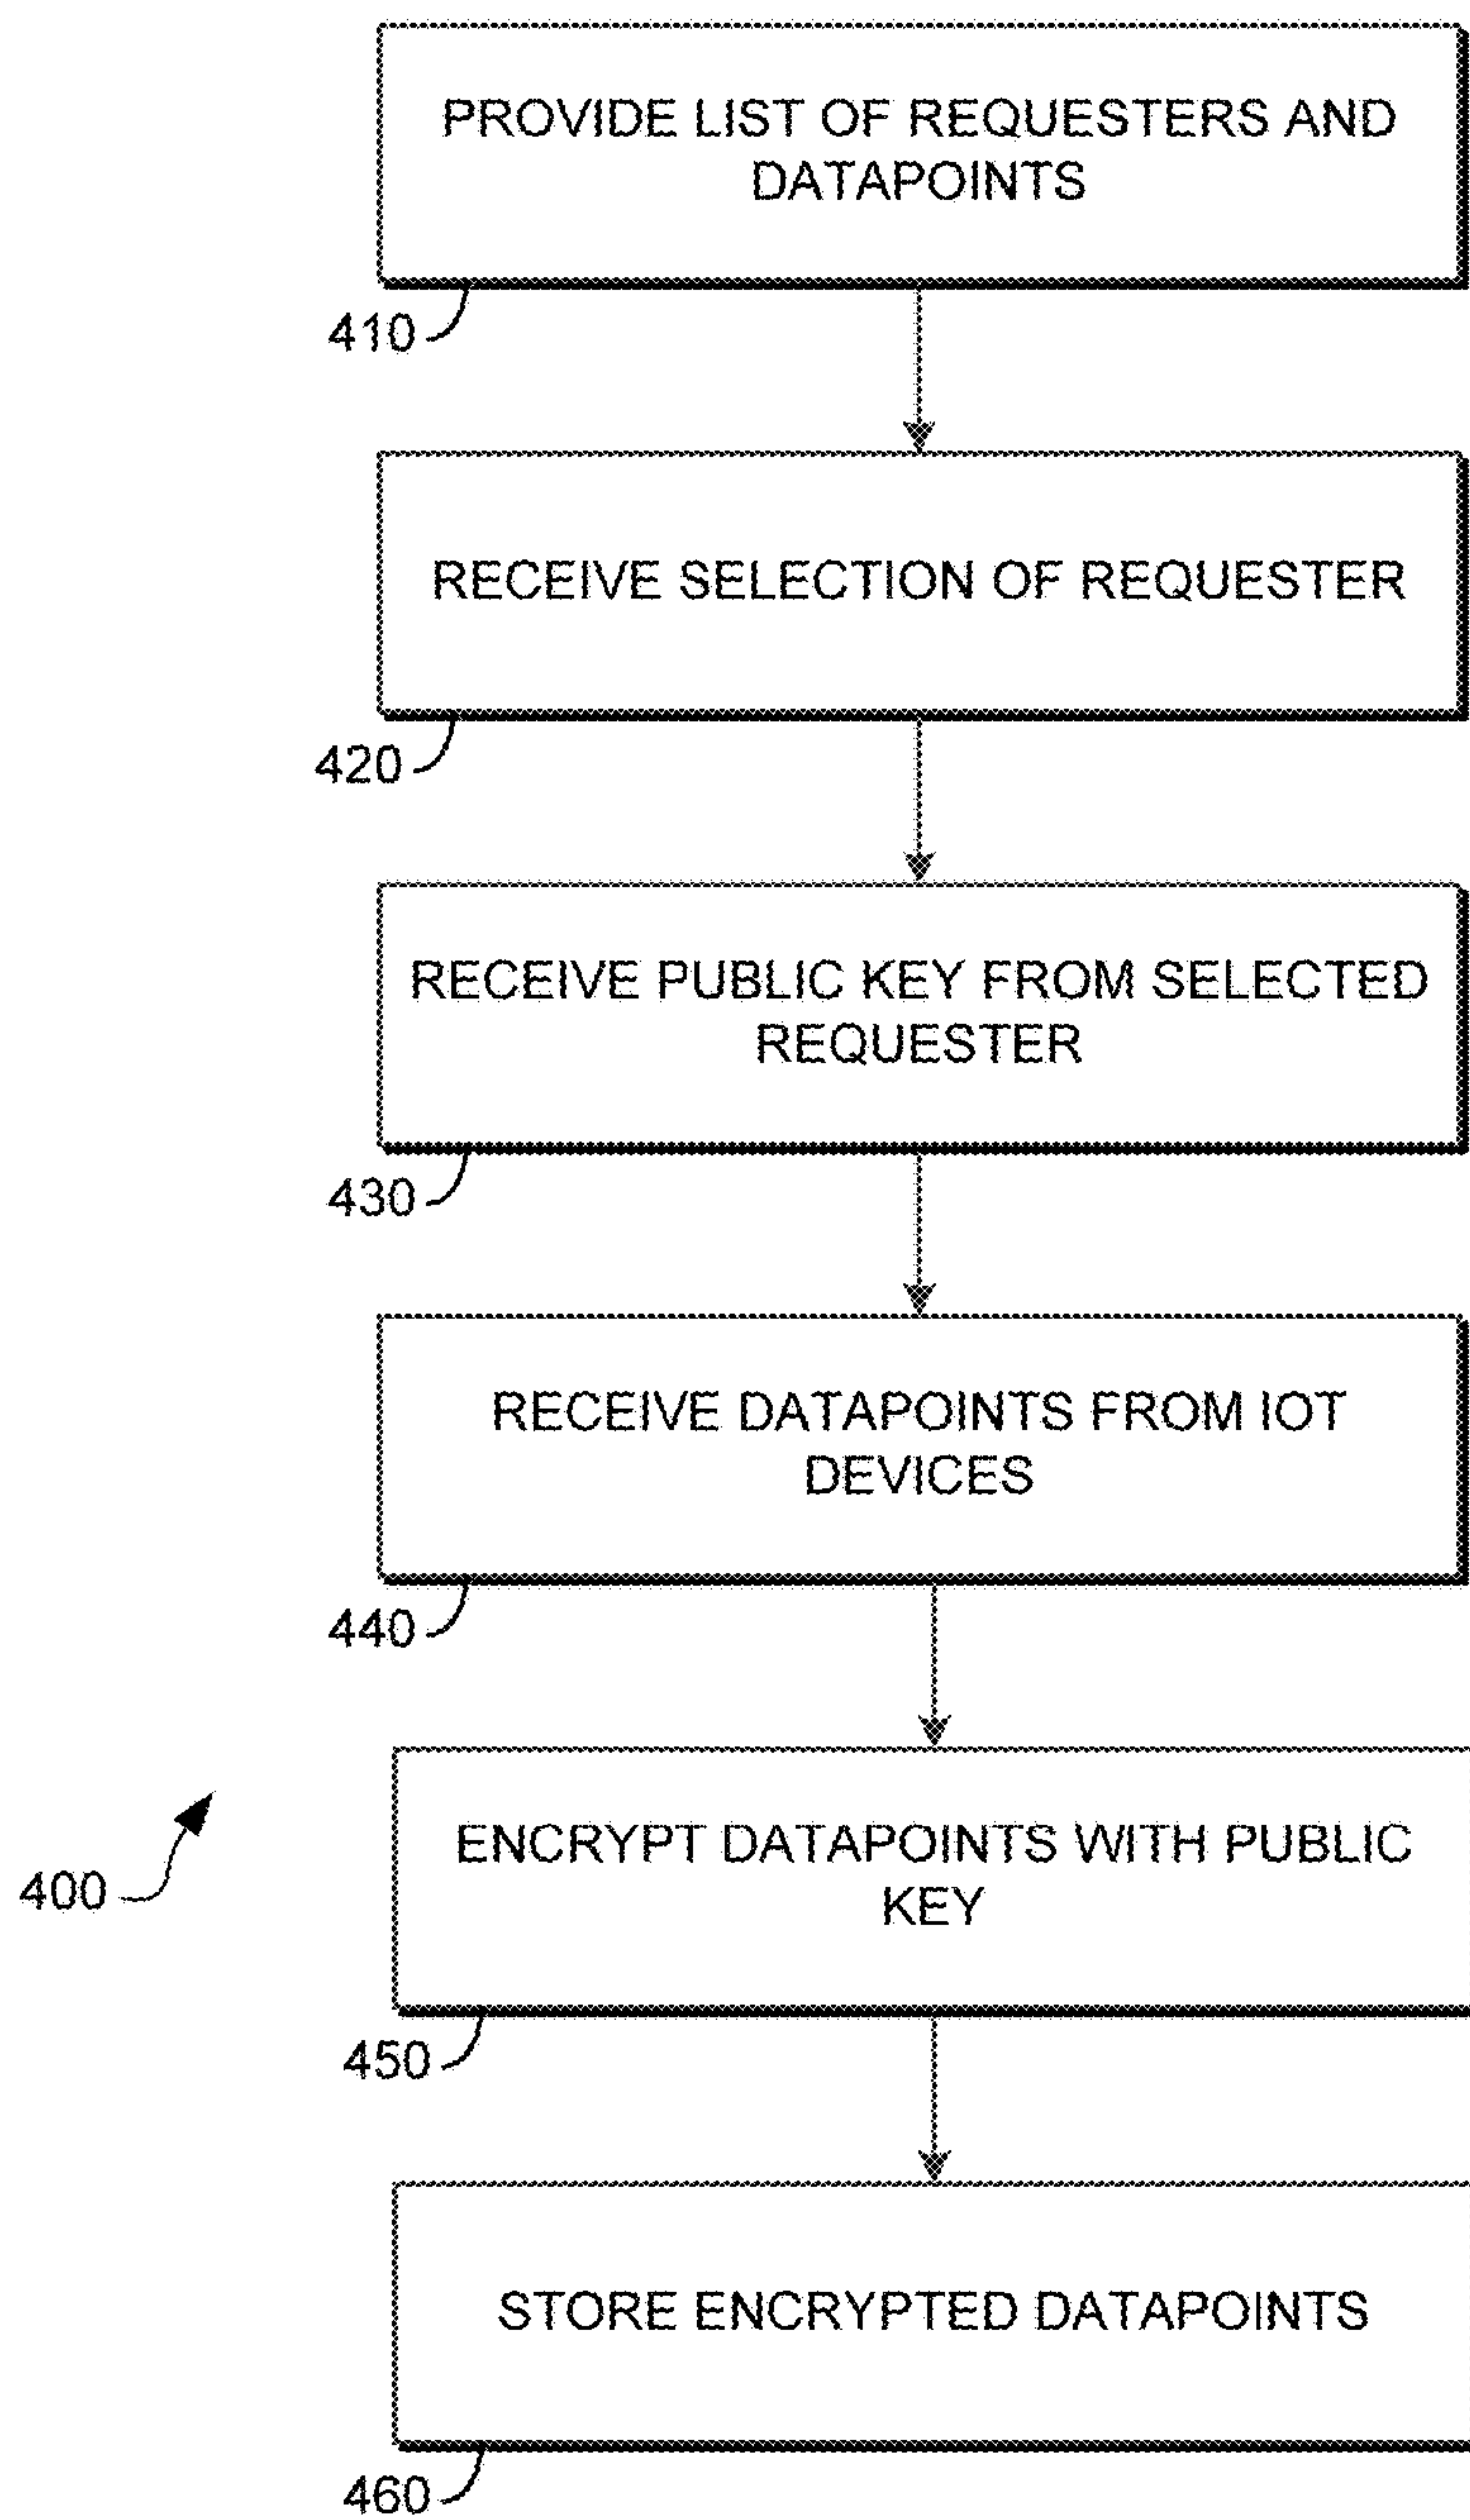 PROVIDE LIST OF REQUESTERS AND
DATAPOINTS
410
RECEIVE SELECTION OF REQUESTER
420
RECEIVE PUBLIC KEY FROM SELECTED
REQUESTER
430
RECEIVE DATAPOINTS FROM IOT
DEVICES
440
ENCRYPT DATAPOINTS WITH PUBLIC
KEY
400
450
STORE ENCRYPTED DATAPOINTS
460